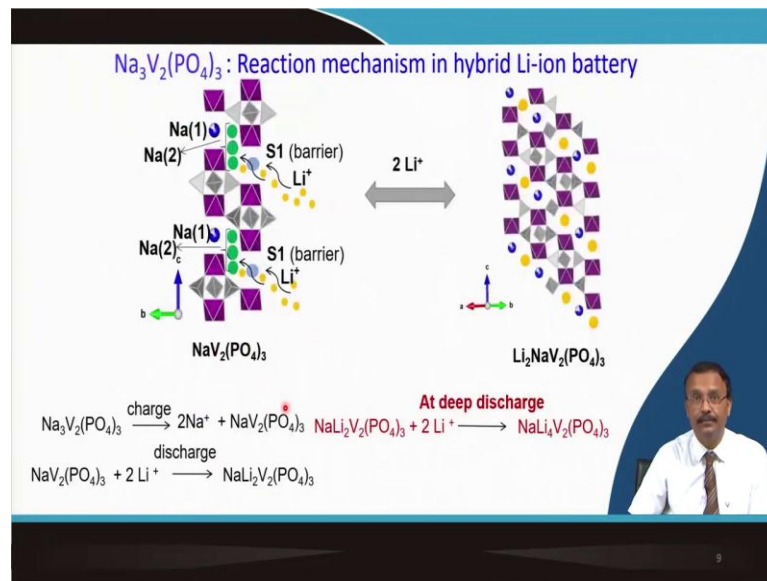 Na₃V₂(PO₄)₃ : Reaction mechanism in hybrid Li-ion battery
Na(1)
Na(2)
S1 (barrier)
Li⁺
2 Li⁺
Na(1)
Na(2)
S1 (barrier)
Li⁺
c
b
c
a
b
NaV₂(PO₄)₃
Li₂NaV₂(PO₄)₃
Na₃V₂(PO₄)₃ charge⟶ 2Na⁺ + NaV₂(PO₄)₃
At deep discharge
NaLi₂V₂(PO₄)₃ + 2 Li ⁺ ⟶ NaLi₄V₂(PO₄)₃
discharge
NaV₂(PO₄)₃ + 2 Li ⁺ ⟶ NaLi₂V₂(PO₄)₃
9